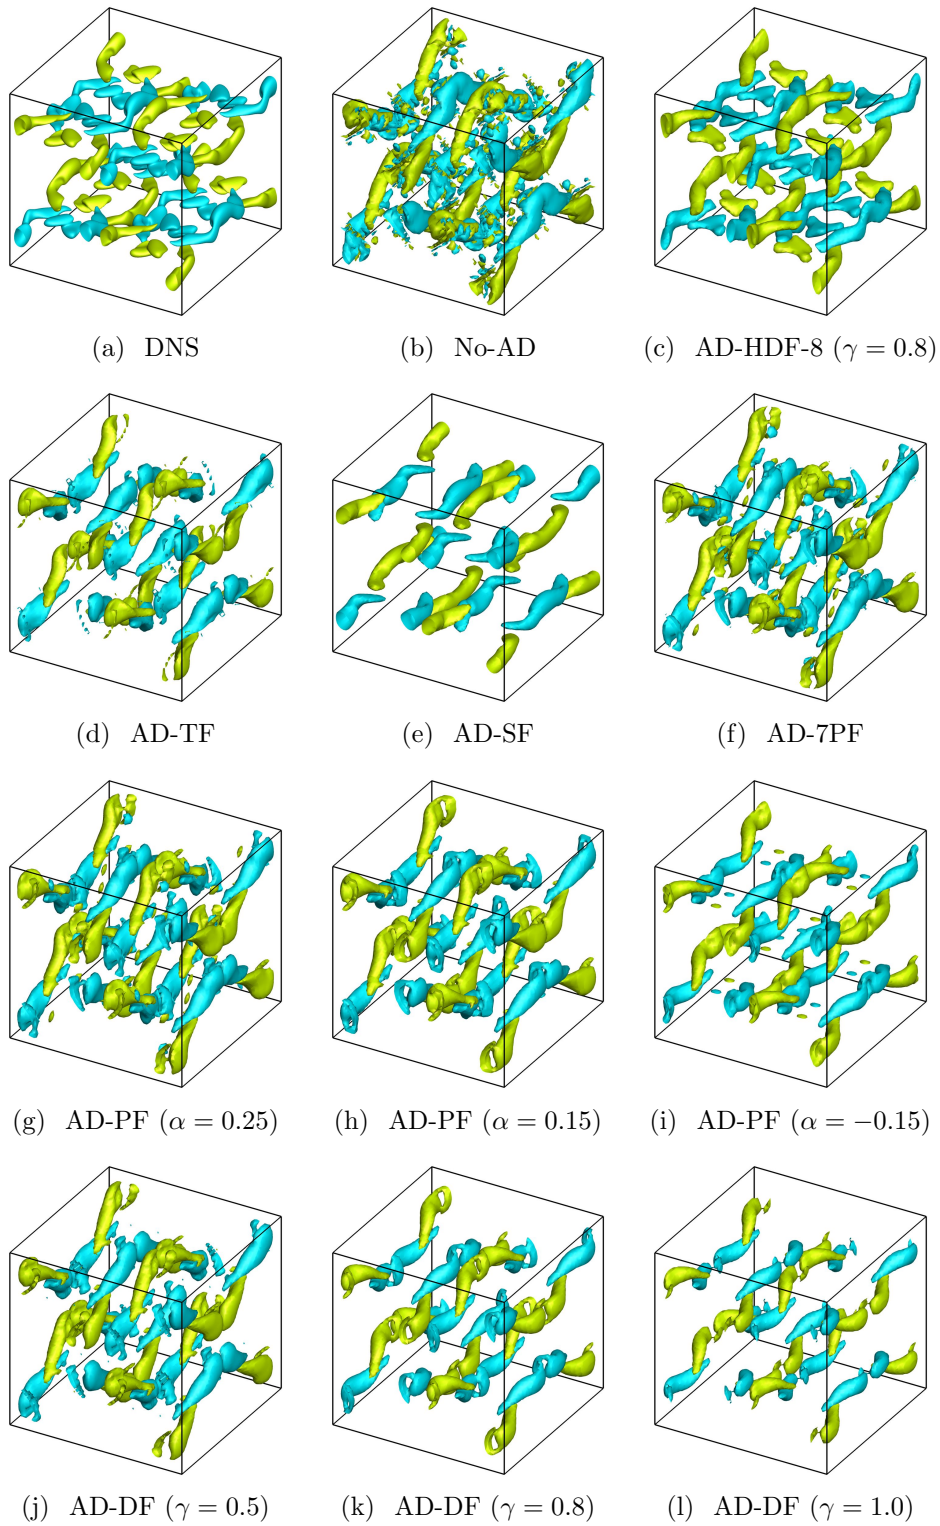 (a) DNS
(b) No-AD
(c) AD-HDF-8 (γ = 0.8)
(d) AD-TF
(e) AD-SF
(f) AD-7PF
(g) AD-PF (α = 0.25)
(h) AD-PF (α = 0.15)
(i) AD-PF (α = −0.15)
(j) AD-DF (γ = 0.5)
(k) AD-DF (γ = 0.8)
(l) AD-DF (γ = 1.0)